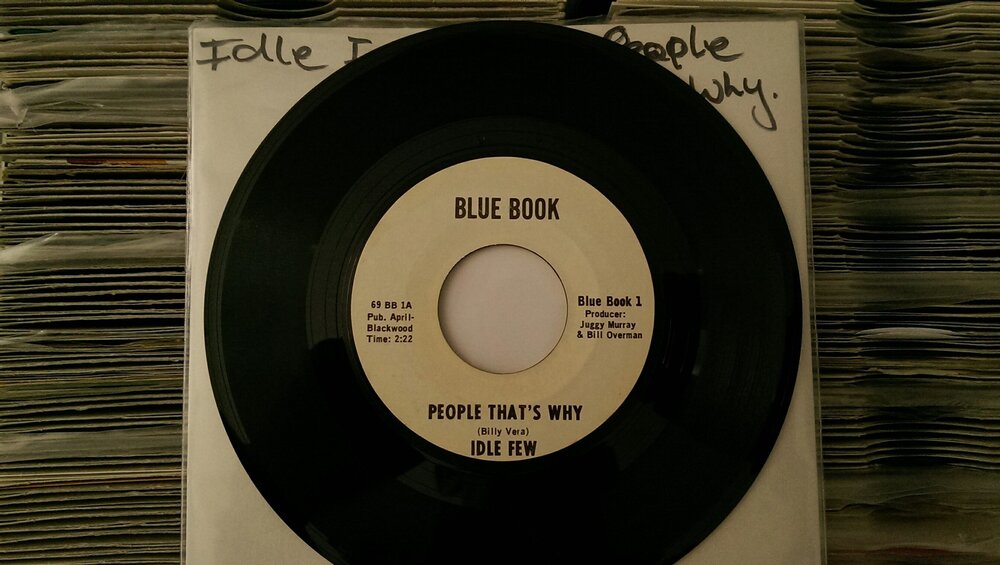 Idle
People
Why.
BLUE BOOK
69 BB 1A
Pub. April-
Blackwood
Time: 2:22
Blue Book 1
Producer:
Juggy Murray
& Bill Overman
PEOPLE THAT'S WHY
(Billy Vera)
IDLE FEW